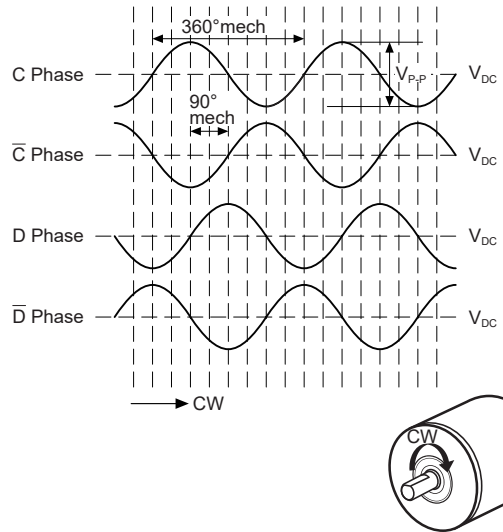 360°mech
C Phase
V_P-P
V_DC
90°
mech
C̅ Phase
V_DC
D Phase
V_DC
D̅ Phase
V_DC
CW
CW